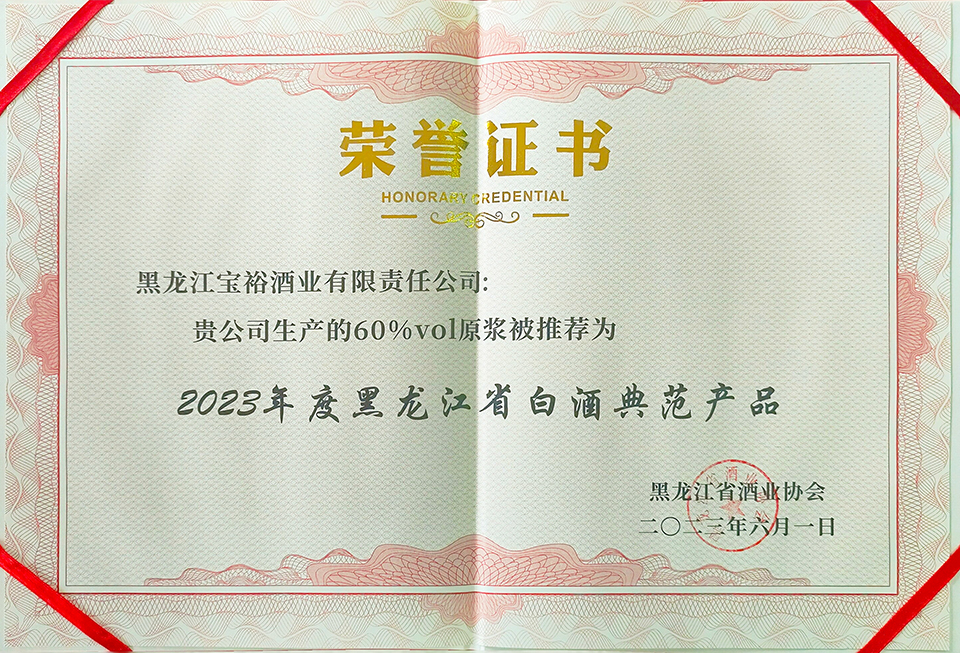 荣誉证书
HONORARY CREDENTIAL
黑龙江宝裕酒业有限责任公司:
贵公司生产的60%vol原浆被推荐为
2023年度黑龙江省白酒典范产品
黑龙江省酒业协会
二〇二三年六月一日